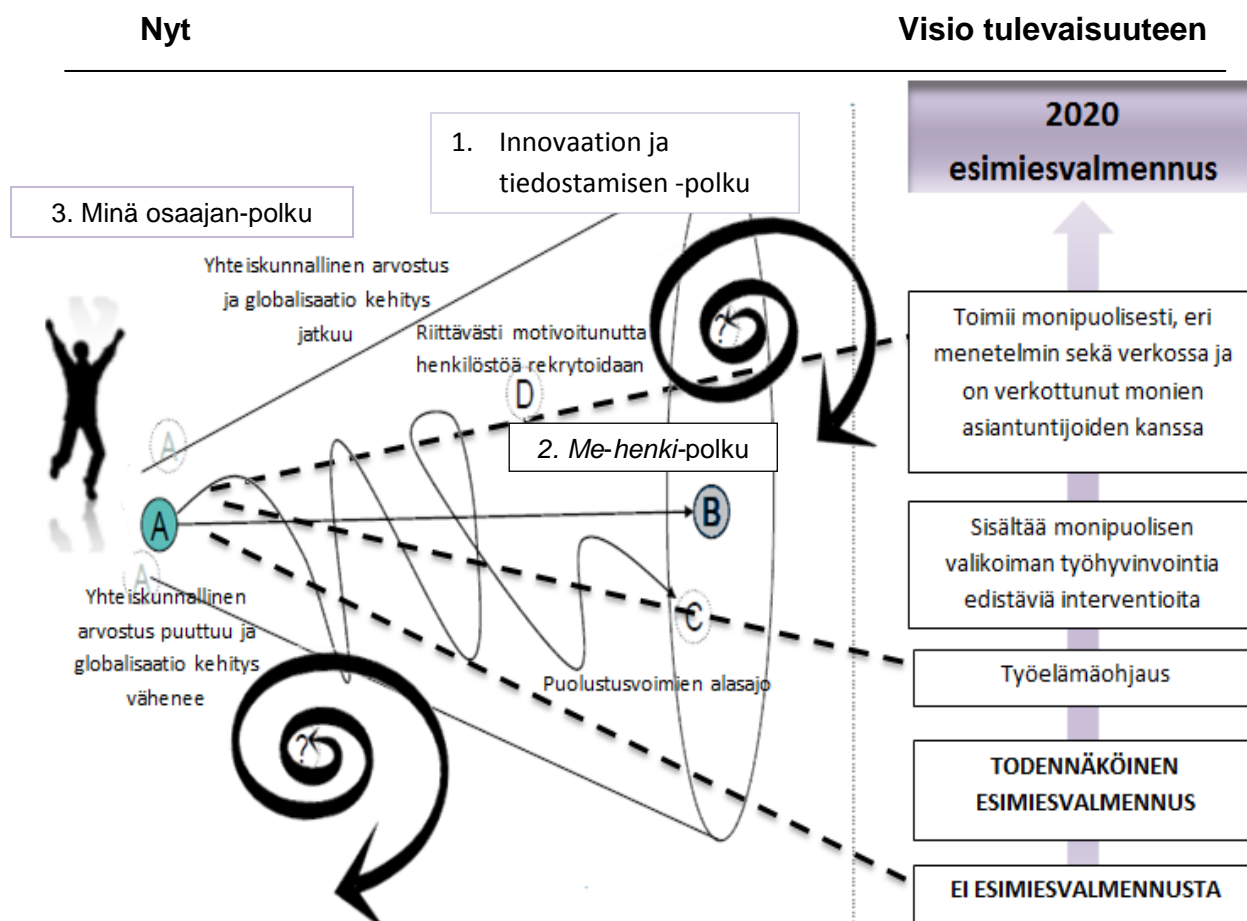 Nyt
Visio tulevaisuuteen
2020
esimiesvalmennus
1. Innovaation ja
tiedostamisen -polku
3. Minä osaajan-polku
Yhteiskunnallinen arvostus
ja globalisaatio kehitys
jatkuu
Riittävästi motivoitunutta
henkilöstöä rekrytoidaan
?
D
2. Me-henki-polku
A
A
A
B
C
Yhteiskunnallinen
arvostus puuttuu ja
globalisaatio kehitys
vähenee
Puolustusvoimien alasajo
?
Toimii monipuolisesti, eri
menetelmin sekä verkossa ja
on verkottunut monien
asiantuntijoiden kanssa
Sisältää monipuolisen
valikoiman työhyvinvointia
edistäviä interventioita
Työelämäohjaus
TODENNÄKÖINEN
ESIMIESVALMENNUS
EI ESIMIESVALMENNUSTA